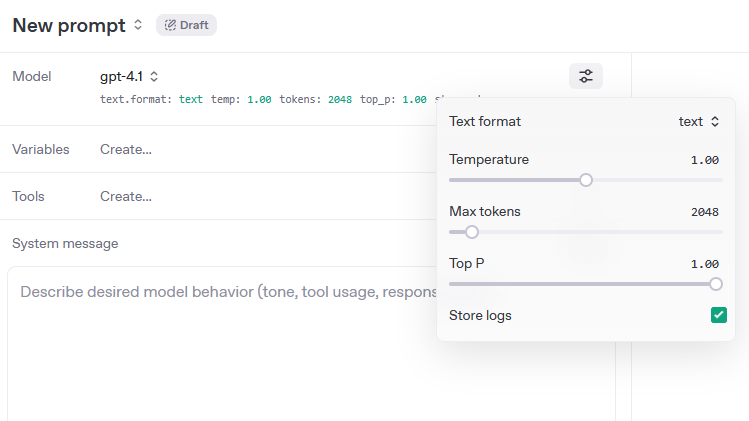 New prompt Draft
Model gpt-4.1
text.format: text temp: 1.00 tokens: 2048 top_p: 1.00
Text format text
Temperature 1.00
Max tokens 2048
Top P 1.00
Store logs
Variables Create...
Tools Create...
System message
Describe desired model behavior (tone, tool usage, respons